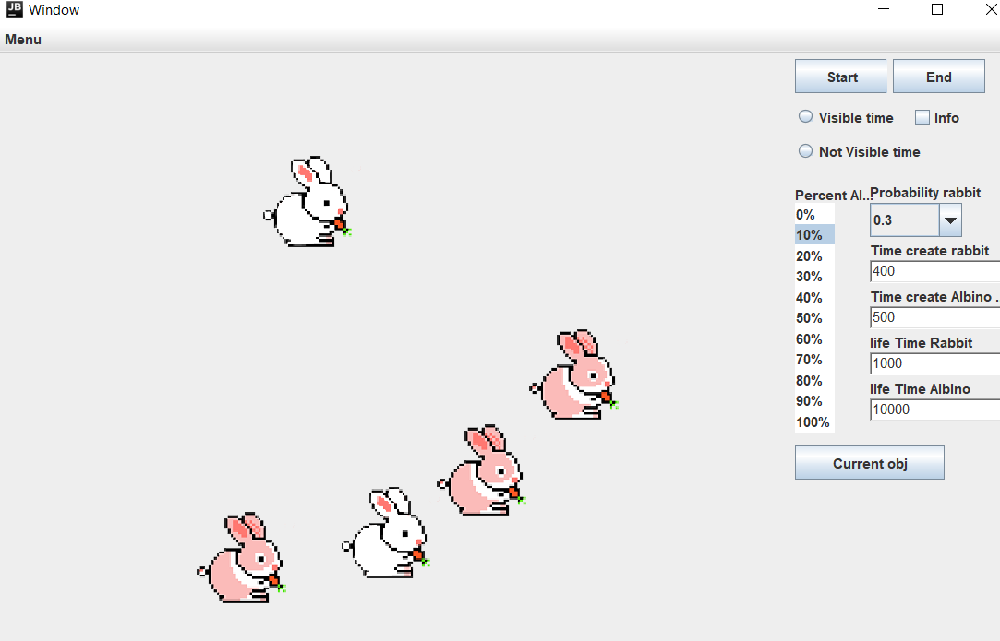 JB Window
Menu
Start End
Visible time Info
Not Visible time
Percent Al... Probability rabbit
0%
10%
20%
30%
40%
50%
60%
70%
80%
90%
100%
0.3
Time create rabbit
400
Time create Albino .
500
life Time Rabbit
1000
life Time Albino
10000
Current obj